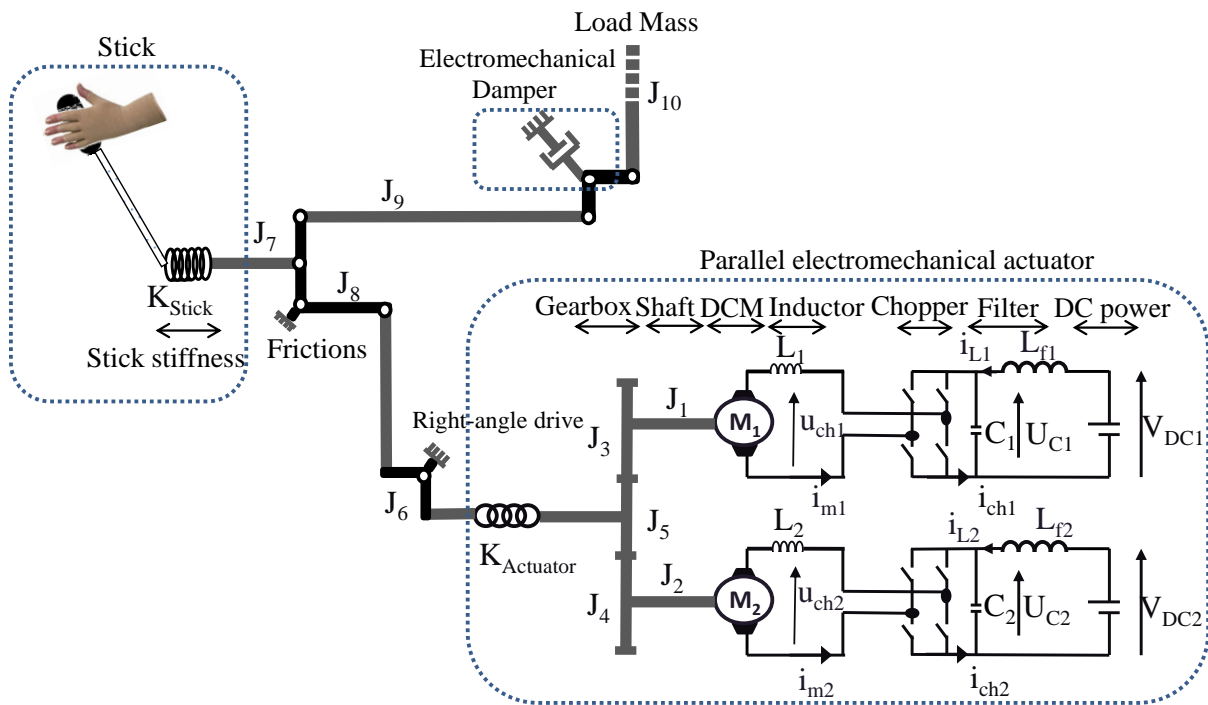 Load Mass
Stick
Electromechanical
Damper
J10
J9
J7
J8
KStick
Stick stiffness
Frictions
Parallel electromechanical actuator
Gearbox Shaft DCM Inductor Chopper Filter DC power
L1
iL1
Lf1
Right-angle drive
J1
J3
M1
uch1
C1
UC1
VDC1
im1
ich1
J6
J5
KActuator
L2
iL2
Lf2
J2
J4
M2
uch2
C2
UC2
VDC2
im2
ich2